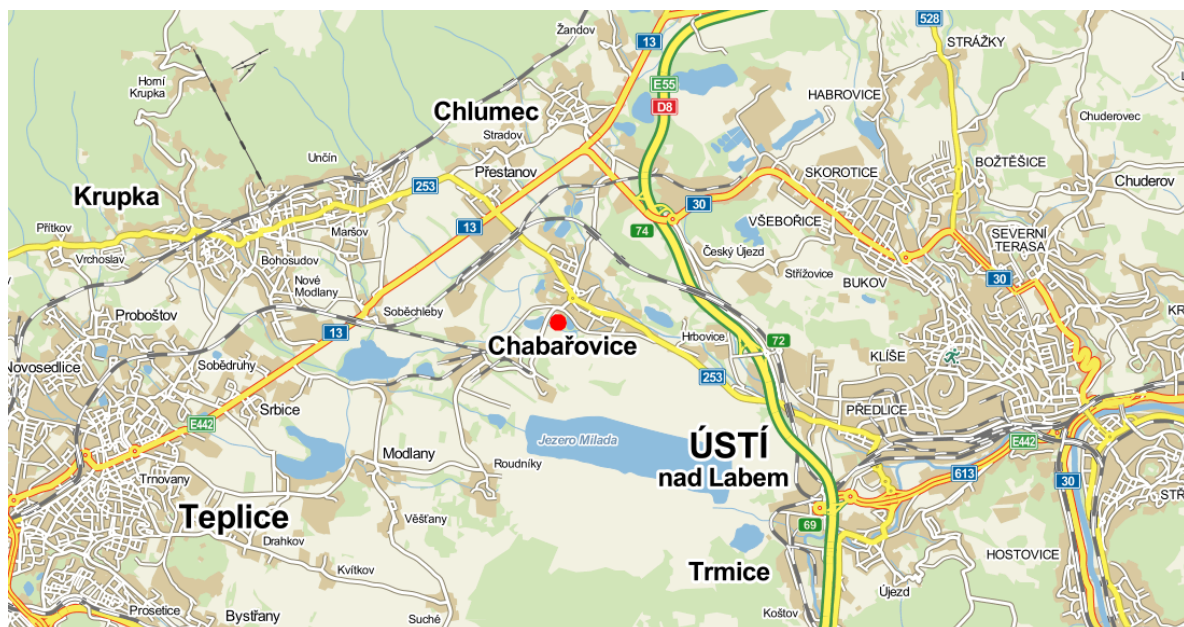 528
Žandov
13
STRÁŽKY
Horní
Krupka
E55
HABROVICE
D8
Chlumec
Chuderovec
Stradov
Unčín
BOŽTĚŠICE
Přestanov
SKOROTICE
Chuderov
253
Krupka
30
VŠEBOŘICE
Přítkov
Maršov
13
74
SEVERNÍ
TERASA
Vrchoslav
Bohosudov
Český Újezd
Střížovice
BUKOV
30
Nové
Modlany
Soběchleby
Proboštov
13
Chabařovice
Hrbovice
72
KLÍŠE
Novosedlice
Sobědruhy
253
Srbice
PŘEDLICE
E442
Jezero Milada
ÚSTÍ
nad Labem
E442
Modlany
Roudníky
613
30
Trnovany
Teplice
Věšťany
69
Drahkov
HOSTOVICE
Kvítkov
Trmice
Újezd
Prosetice
Bystřany
Suché
Koštov